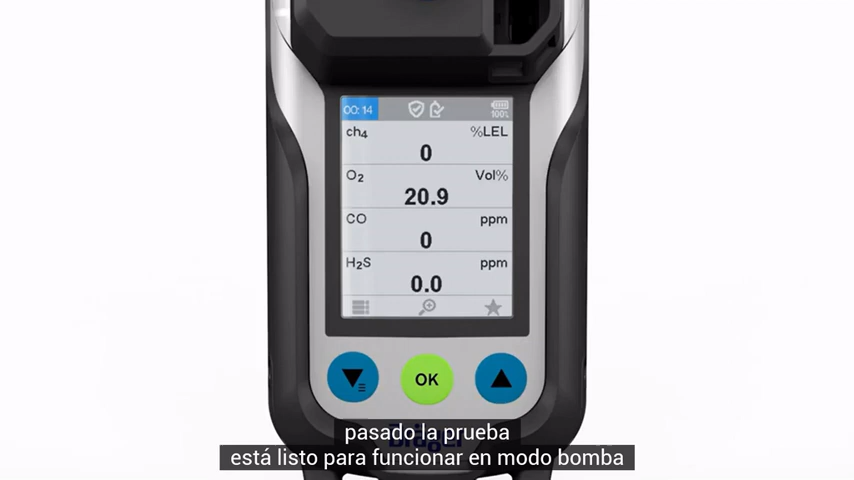 00:14
100%
ch₄ %LEL
0
O₂ Vol%
20.9
CO ppm
0
H₂S ppm
0.0
OK
pasado la prueba
está listo para funcionar en modo bomba